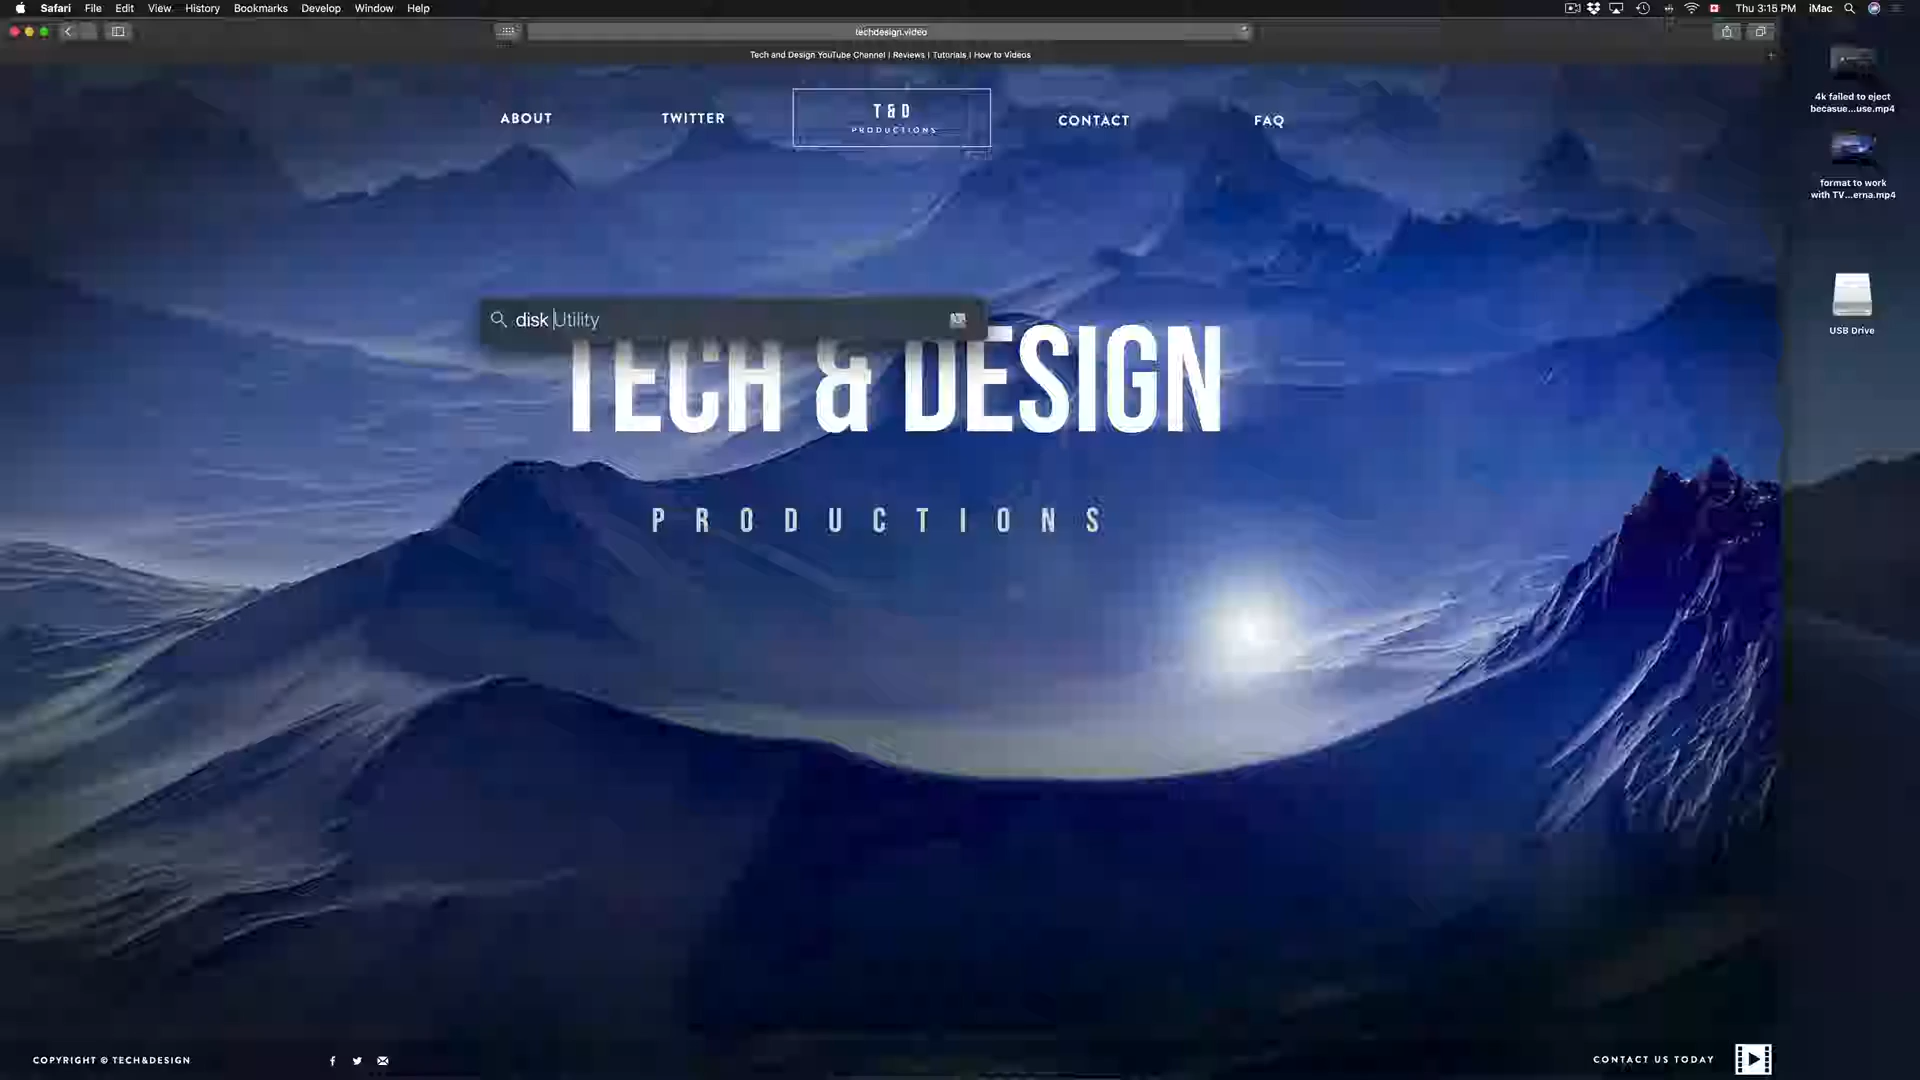 Safari File Edit View History Bookmarks Develop Window Help
Thu 3:15 PM iMac
techdesign.video
Tech and Design YouTube Channel | Reviews | Tutorials | How to Videos
ABOUT
TWITTER
T & D
PRODUCTIONS
CONTACT
FAQ
4k failed to eject
becasue...use.mp4
format to work
with TV...erna.mp4
USB Drive
disk Utility
TECH & DESIGN
PRODUCTIONS
COPYRIGHT © TECH&DESIGN
CONTACT US TODAY